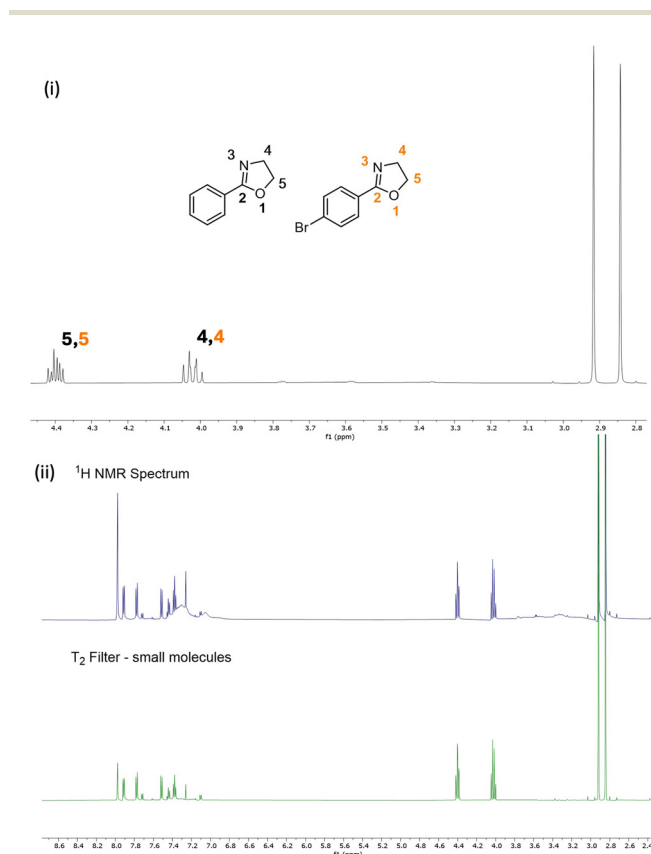 (i)
4
3
N
5
2
O
1
4
3
N
5
2
O
1
Br
5,5
4,4
4.4 4.3 4.2 4.1 4.0 3.9 3.8 3.7 3.6 3.5 3.4 3.3 3.2 3.1 3.0 2.9 2.8
f1 (ppm)
(ii) ¹H NMR Spectrum
T₂ Filter - small molecules
8.6 8.4 8.2 8.0 7.8 7.6 7.4 7.2 7.0 6.8 6.6 6.4 6.2 6.0 5.8 5.6 5.4 5.2 5.0 4.8 4.6 4.4 4.2 4.0 3.8 3.6 3.4 3.2 3.0 2.8 2.6 2.4
f1 (ppm)